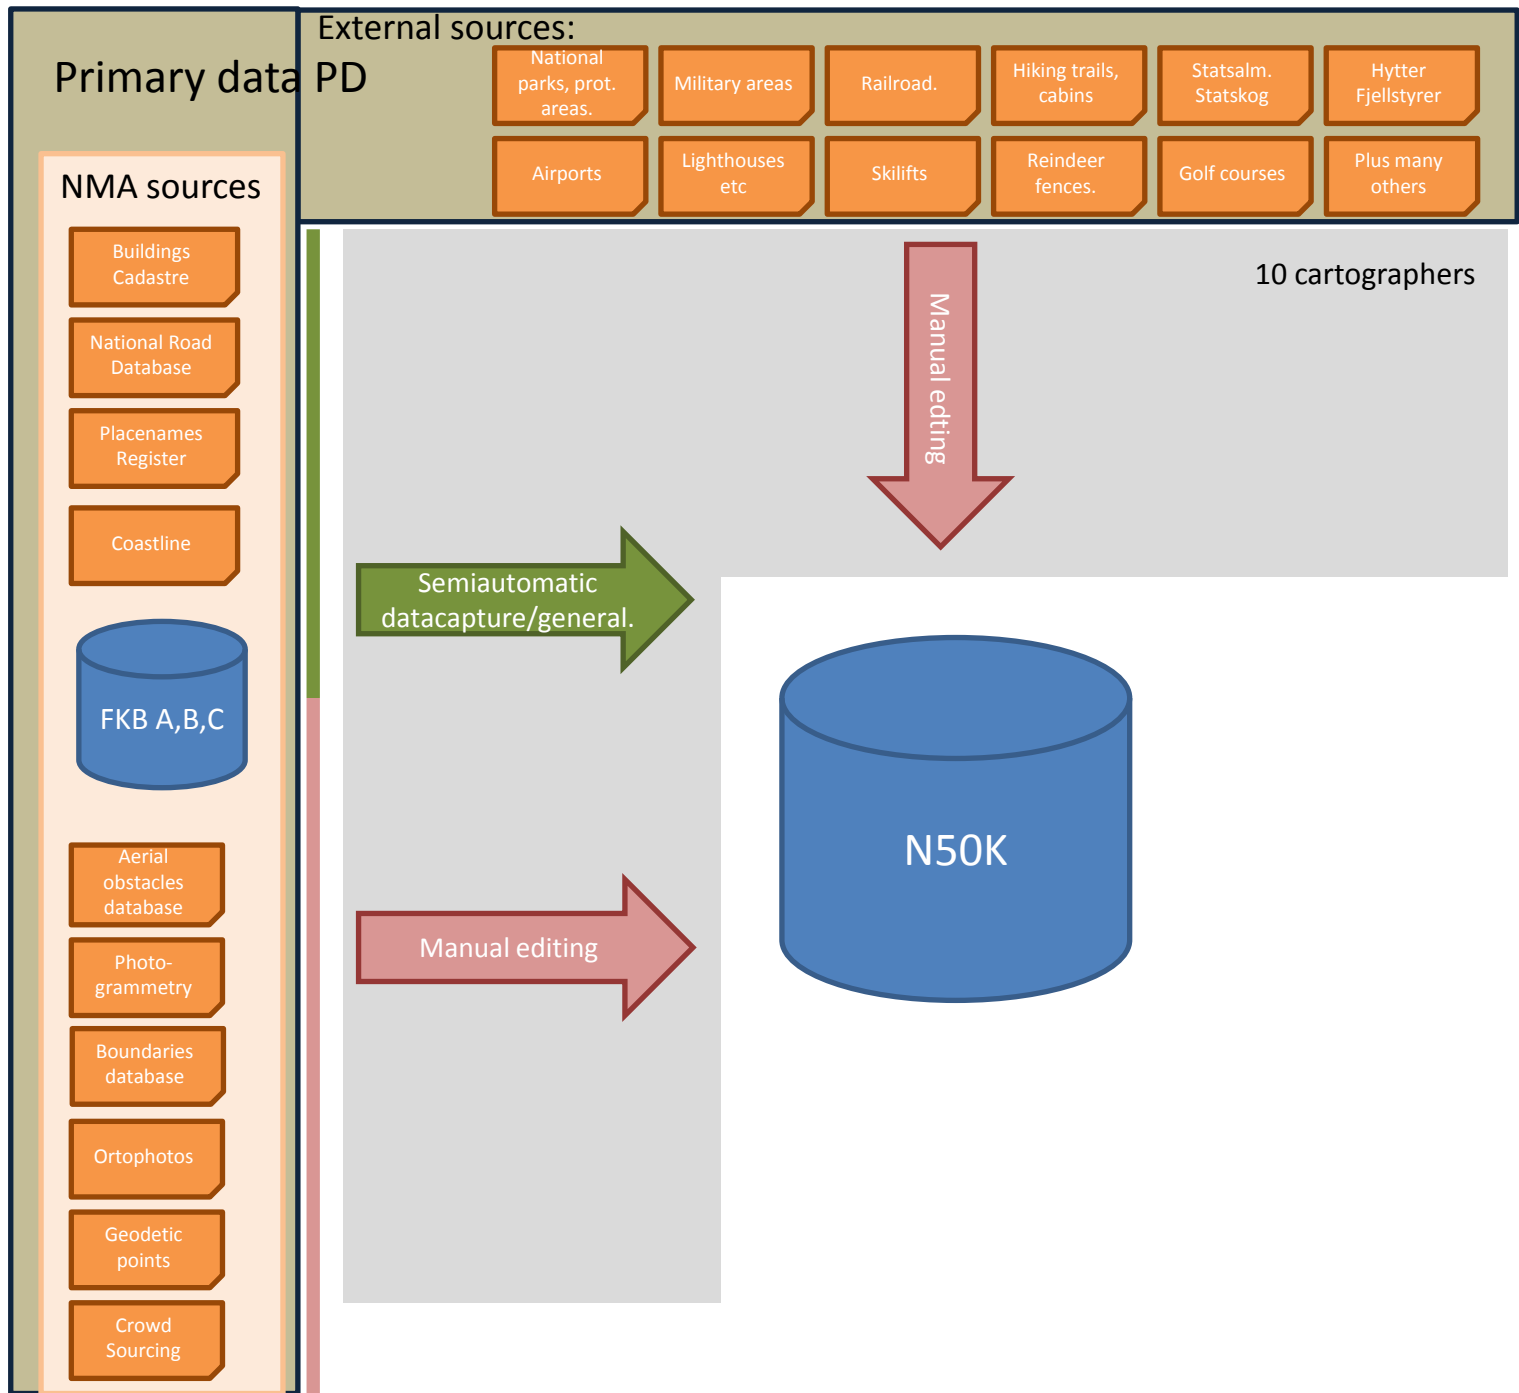 External sources:
Primary data PD
National
parks, prot.
areas.
Military areas
Railroad.
Hiking trails,
cabins
Statsalm.
Statskog
Hytter
Fjellstyrer
Airports
Lighthouses
etc
Skilifts
Reindeer
fences.
Golf courses
Plus many
others
NMA sources
Buildings
Cadastre
National Road
Database
Placenames
Register
Coastline
FKB A,B,C
Aerial
obstacles
database
Photo-
grammetry
Boundaries
database
Ortophotos
Geodetic
points
Crowd
Sourcing
10 cartographers
Manual edting
Semiautomatic
datacapture/general.
Manual editing
N50K